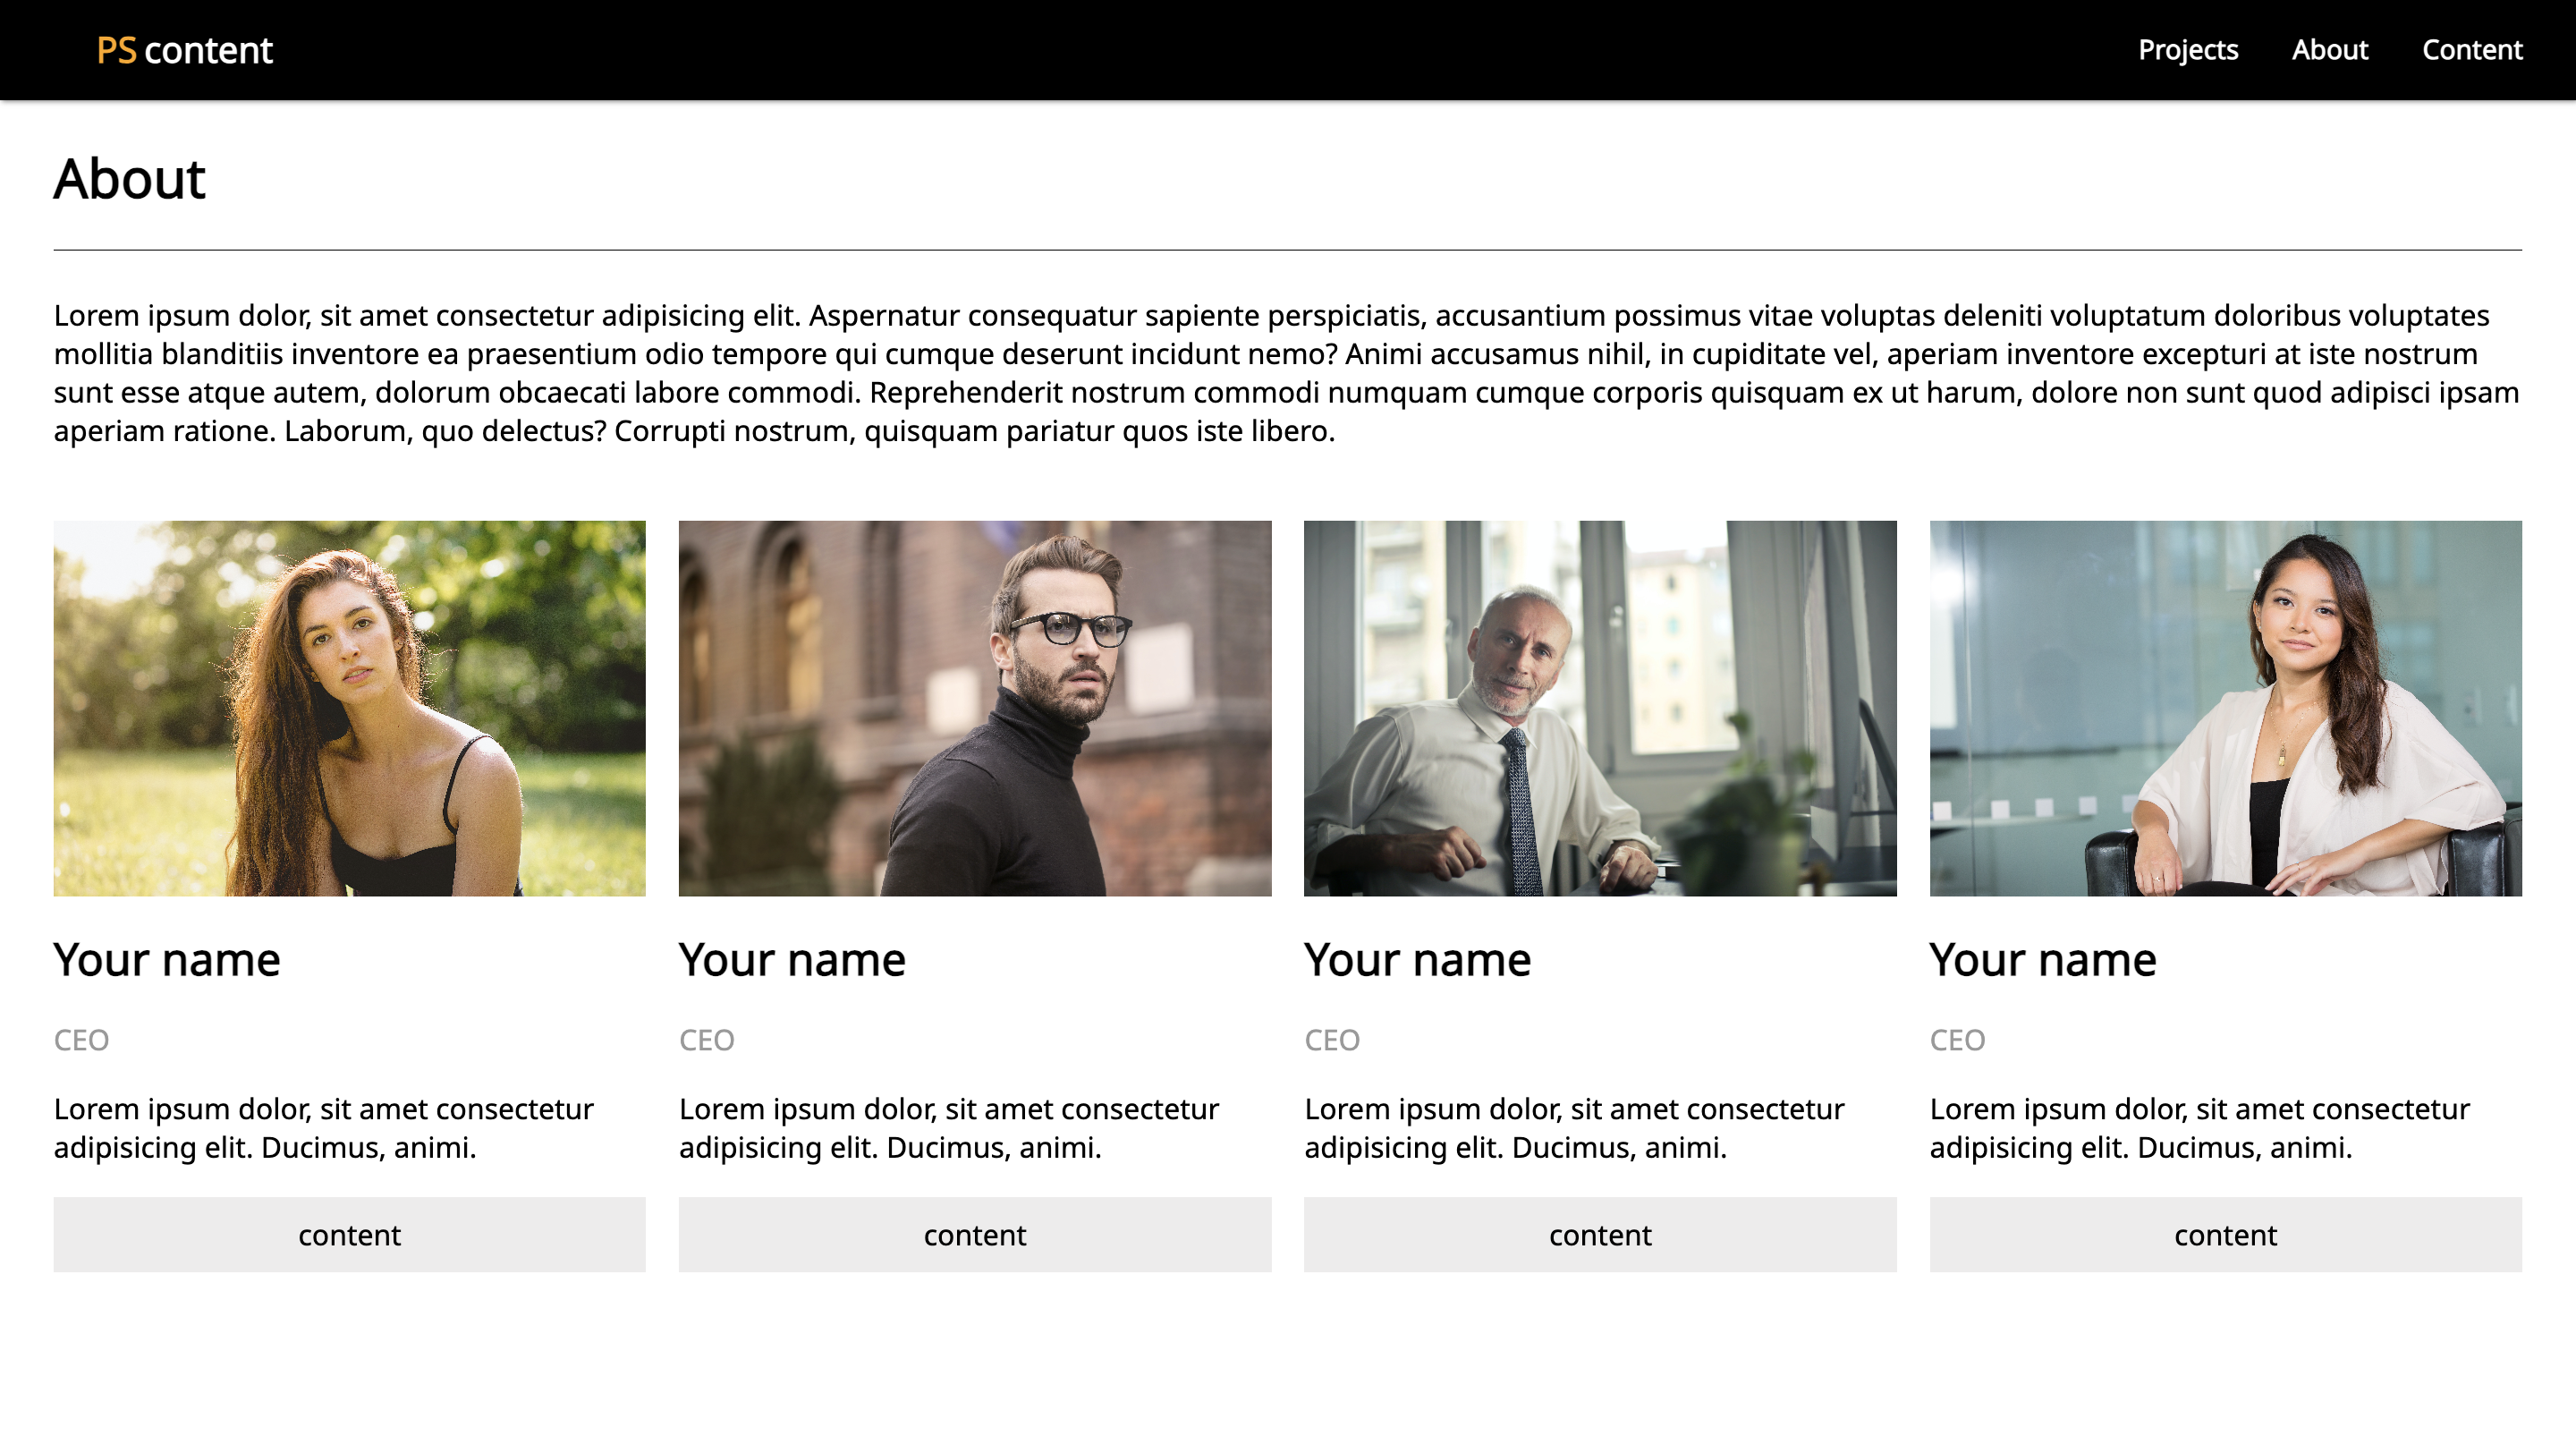 PS content
Projects About Content
About
Lorem ipsum dolor, sit amet consectetur adipisicing elit. Aspernatur consequatur sapiente perspiciatis, accusantium possimus vitae voluptas deleniti voluptatum doloribus voluptates
mollitia blanditiis inventore ea praesentium odio tempore qui cumque deserunt incidunt nemo? Animi accusamus nihil, in cupiditate vel, aperiam inventore excepturi at iste nostrum
sunt esse atque autem, dolorum obcaecati labore commodi. Reprehenderit nostrum commodi numquam cumque corporis quisquam ex ut harum, dolore non sunt quod adipisci ipsam
aperiam ratione. Laborum, quo delectus? Corrupti nostrum, quisquam pariatur quos iste libero.
Your name
CEO
Lorem ipsum dolor, sit amet consectetur
adipisicing elit. Ducimus, animi.
content
Your name
CEO
Lorem ipsum dolor, sit amet consectetur
adipisicing elit. Ducimus, animi.
content
Your name
CEO
Lorem ipsum dolor, sit amet consectetur
adipisicing elit. Ducimus, animi.
content
Your name
CEO
Lorem ipsum dolor, sit amet consectetur
adipisicing elit. Ducimus, animi.
content